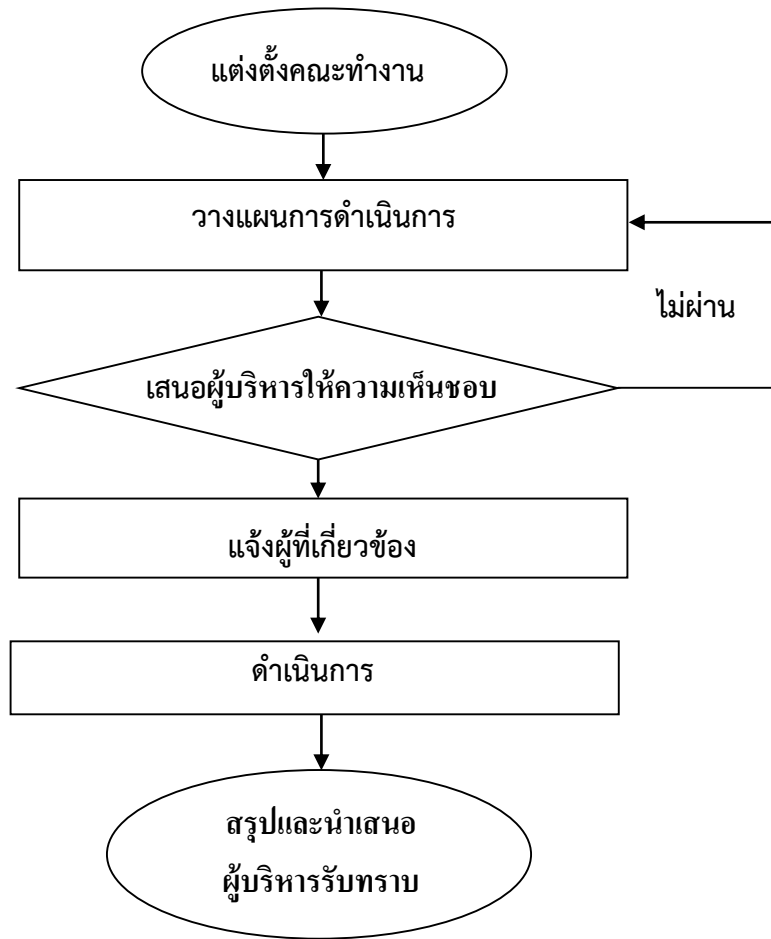 แต่งตั้งคณะทำงาน
วางแผนการดำเนินการ
ไม่ผ่าน
เสนอผู้บริหารให้ความเห็นชอบ
แจ้งผู้ที่เกี่ยวข้อง
ดำเนินการ
สรุปและนำเสนอ
ผู้บริหารรับทราบ